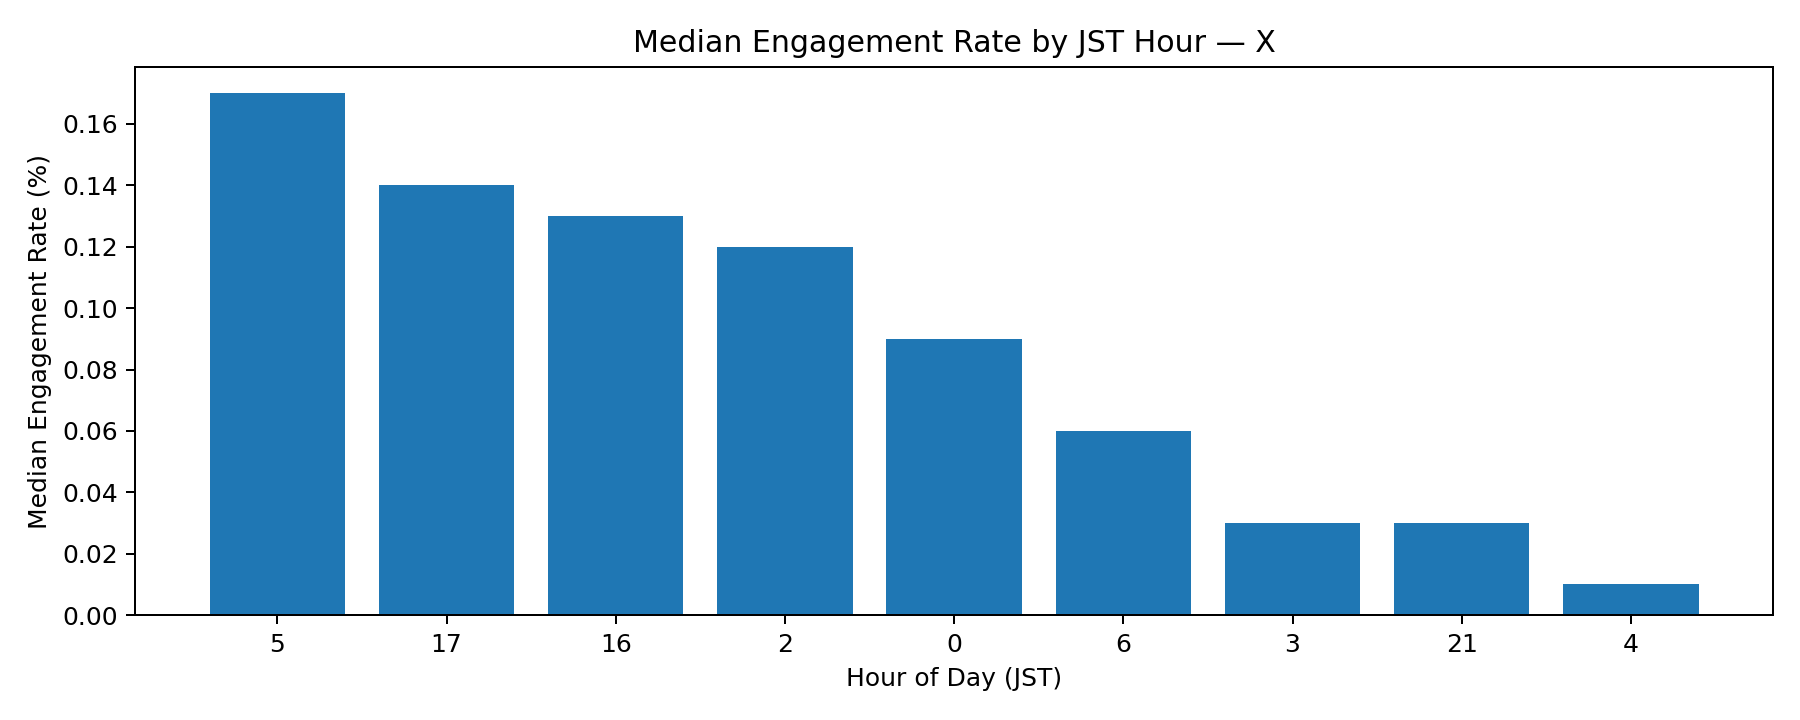 Median Engagement Rate by JST Hour — X
Median Engagement Rate (%)
0.16
0.14
0.12
0.10
0.08
0.06
0.04
0.02
0.00
5 17 16 2 0 6 3 21 4
Hour of Day (JST)